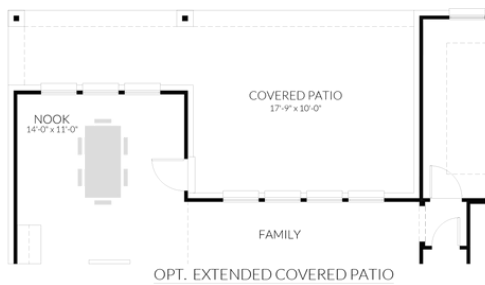 COVERED PATIO
17'-9" x 10'-0"
NOOK
14'-0" x 11'-0"
FAMILY
OPT. EXTENDED COVERED PATIO